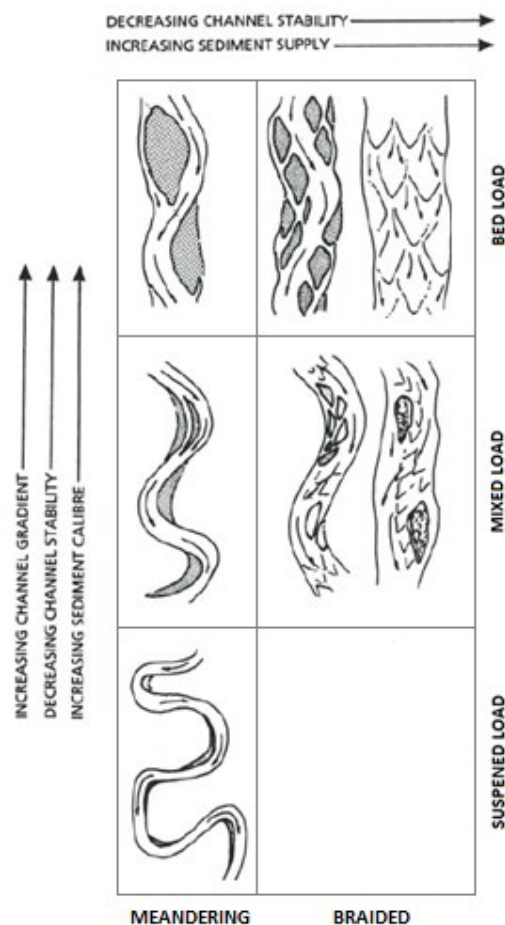 DECREASING CHANNEL STABILITY
INCREASING SEDIMENT SUPPLY
BED LOAD
INCREASING CHANNEL GRADIENT
DECREASING CHANNEL STABILITY
INCREASING SEDIMENT CALIBRE
MIXED LOAD
SUSPENED LOAD
MEANDERING
BRAIDED